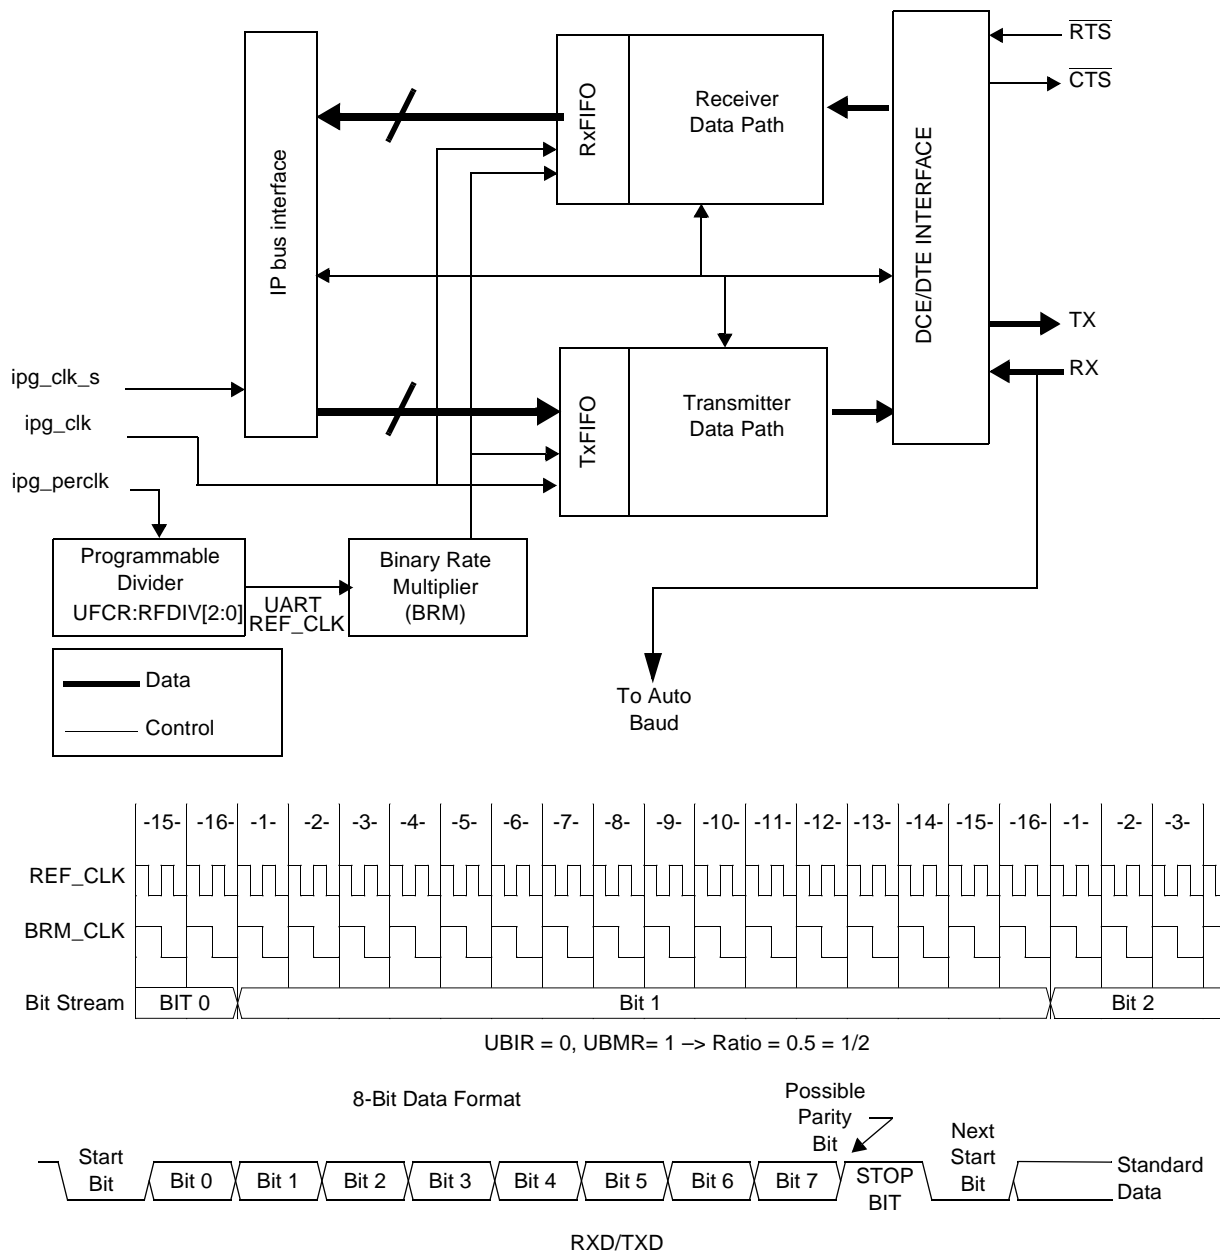 RTS
CTS
Receiver
Data Path
RxFIFO
IP bus interface
DCE/DTE INTERFACE
TX
RX
ipg_clk_s
ipg_clk
ipg_perclk
Transmitter
Data Path
TxFIFO
Programmable
Divider
UFCR:RFDIV[2:0]
UART
REF_CLK
Binary Rate
Multiplier
(BRM)
Data
Control
To Auto
Baud
-15- -16- -1- -2- -3- -4- -5- -6- -7- -8- -9- -10- -11- -12- -13- -14- -15- -16- -1- -2- -3-
REF_CLK
BRM_CLK
Bit Stream BIT 0 Bit 1 Bit 2
UBIR = 0, UBMR= 1 –> Ratio = 0.5 = 1/2
8-Bit Data Format
Possible
Parity
Bit
Start
Bit
Bit 0 Bit 1 Bit 2 Bit 3 Bit 4 Bit 5 Bit 6 Bit 7
STOP
BIT
Next
Start
Bit
Standard
Data
RXD/TXD